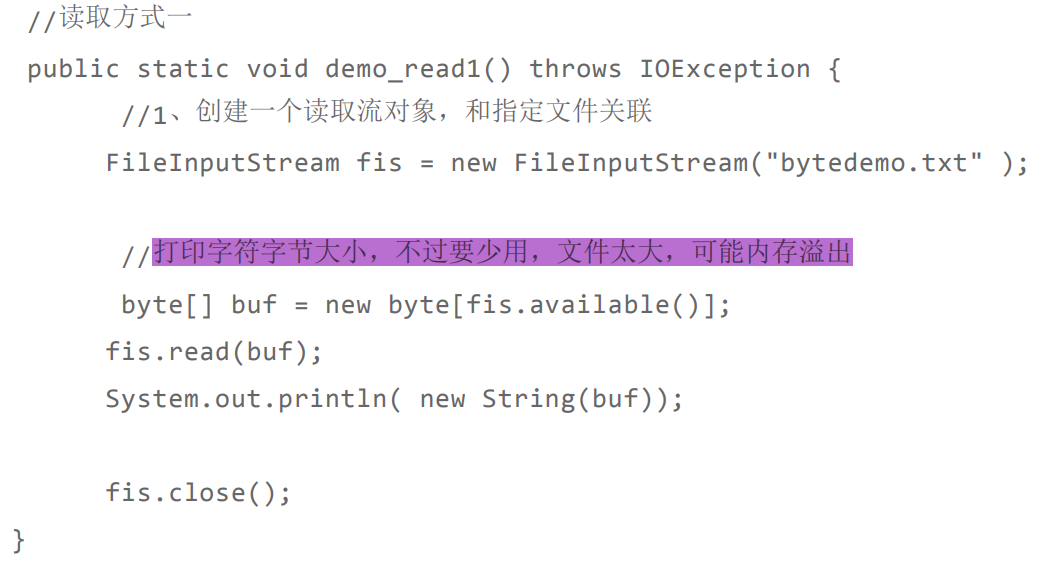 //读取方式一
public static void demo_read1() throws IOException {
//1、创建一个读取流对象，和指定文件关联
FileInputStream fis = new FileInputStream("bytedemo.txt" );
//打印字符字节大小，不过要少用，文件太大，可能内存溢出
byte[] buf = new byte[fis.available()];
fis.read(buf);
System.out.println( new String(buf));
fis.close();
}